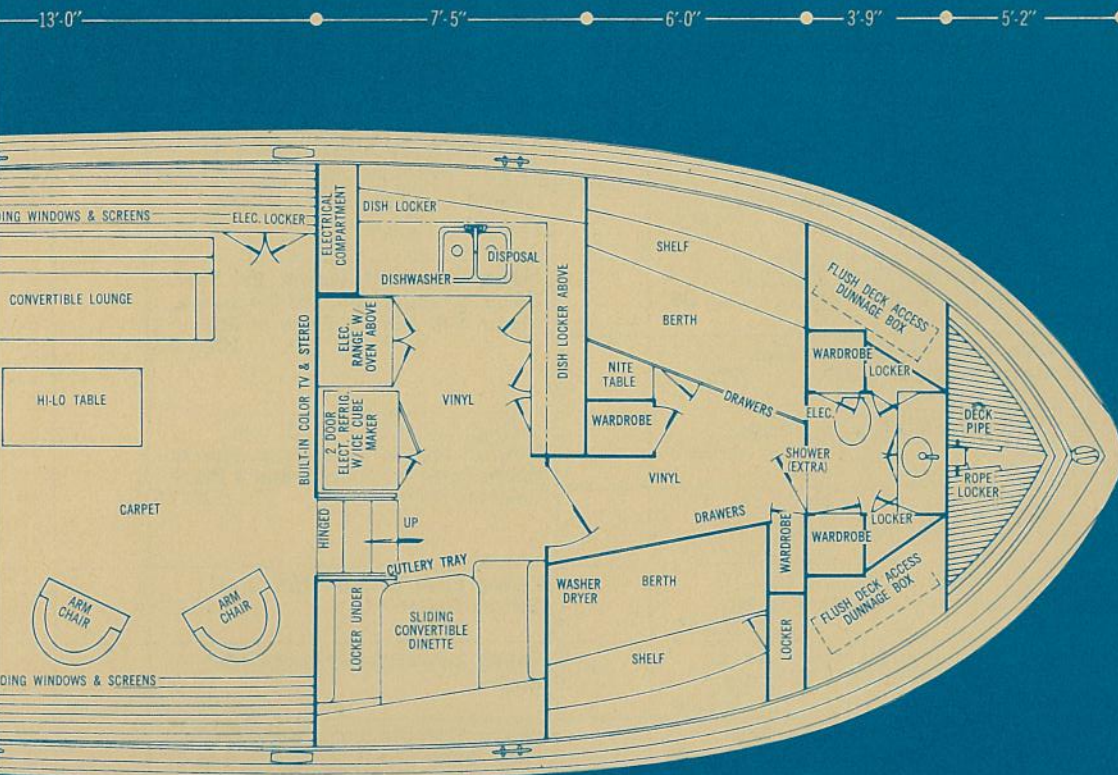 13'-0"
7'-5"
6'-0"
3'-9"
5'-2"
DING WINDOWS & SCREENS
ELEC. LOCKER
CONVERTIBLE LOUNGE
HI-LO TABLE
CARPET
ARM
CHAIR
ARM
CHAIR
DING WINDOWS & SCREENS
BUILT-IN COLOR TV & STEREO
ELECTRICAL
COMPARTMENT
DISH LOCKER
DISHWASHER
DISPOSAL
ELEC.
RANGE W/
OVEN ABOVE
2 DOOR
ELECT. REFRIG.
W/ICE CUBE
MAKER
VINYL
DISH LOCKER ABOVE
HINGED
UP
CUTLERY TRAY
LOCKER UNDER
SLIDING
CONVERTIBLE
DINETTE
SHELF
BERTH
NITE
TABLE
WARDROBE
DRAWERS
VINYL
DRAWERS
WASHER
DRYER
BERTH
SHELF
WARDROBE
LOCKER
FLUSH DECK ACCESS
DUNNAGE BOX
WARDROBE
LOCKER
ELEC.
SHOWER
(EXTRA)
LOCKER
WARDROBE
FLUSH DECK ACCESS
DUNNAGE BOX
DECK
PIPE
ROPE
LOCKER